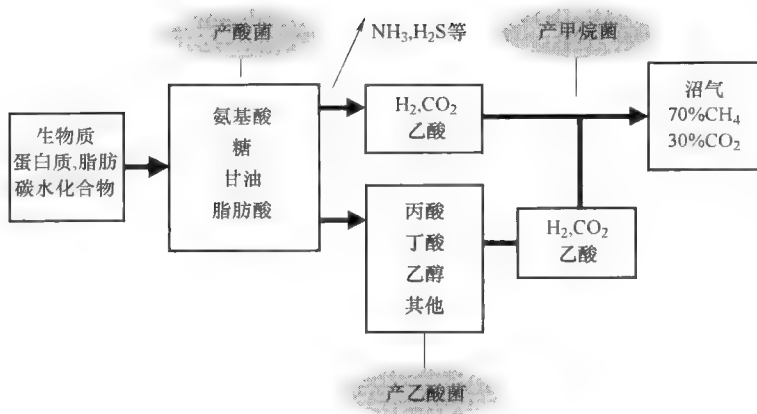 产酸菌
NH₃,H₂S等
产甲烷菌
生物质
蛋白质,脂肪
碳水化合物
氨基酸
糖
甘油
脂肪酸
H₂,CO₂
乙酸
沼气
70%CH₄
30%CO₂
丙酸
丁酸
乙醇
其他
H₂,CO₂
乙酸
产乙酸菌